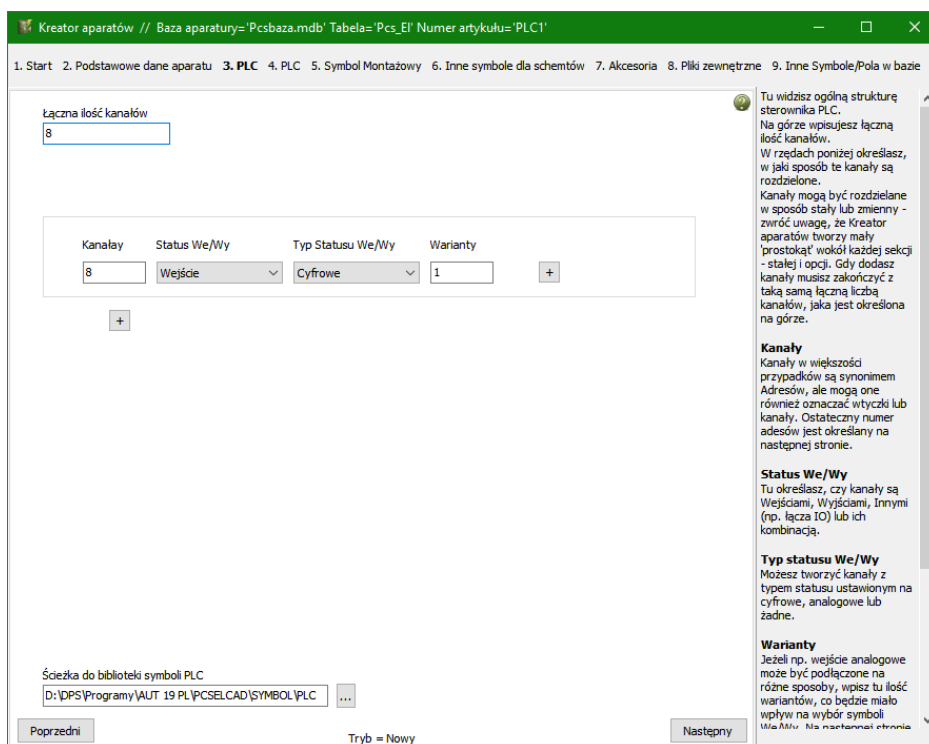 Kreator aparatów // Baza aparatury='Pcsbaza.mdb' Tabela='Pcs_El' Numer artykułu='PLC1'
1. Start 2. Podstawowe dane aparatu 3. PLC 4. PLC 5. Symbol Montażowy 6. Inne symbole dla schemtów 7. Akcesoria 8. Pliki zewnętrzne 9. Inne Symbole/Pola w bazie
Łączna ilość kanałów
8
Kanałay Status We/Wy Typ Statusu We/Wy Warianty
8 Wejście Cyfrowe 1 +
+
Ścieżka do biblioteki symboli PLC
D:\DPS\Programy\AUT 19 PL\PCSELCAD\SYMBOL\PLC ...
Poprzedni
Tryb = Nowy
Następny
Tu widzisz ogólną strukturę
sterownika PLC.
Na górze wpisujesz łączną
ilość kanałów.
W rzędach poniżej określasz,
w jaki sposób te kanały są
rozdzielone.
Kanały mogą być rozdzielane
w sposób stały lub zmienny -
zwróć uwagę, że Kreator
aparatów tworzy mały
'prostokąt' wokół każdej sekcji
- stałej i opcji. Gdy dodasz
kanały musisz zakończyć z
taką samą łączną liczbą
kanałów, jaka jest określona
na górze.
Kanały
Kanały w większości
przypadków są synonimem
Adresów, ale mogą one
również oznaczać wtyczki lub
kanały. Ostateczny numer
adesów jest określany na
następnej stronie.
Status We/Wy
Tu określasz, czy kanały są
Wejściami, Wyjściami, Innymi
(np. łącza IO) lub ich
kombinacją.
Typ statusu We/Wy
Możesz tworzyć kanały z
typem statusu ustawionym na
cyfrowe, analogowe lub
żadne.
Warianty
Jeżeli np. wejście analogowe
może być podłączone na
różne sposoby, wpisz tu ilość
wariantów, co będzie miało
wpływ na wybór symboli
We/Wy. Na następnej stronie